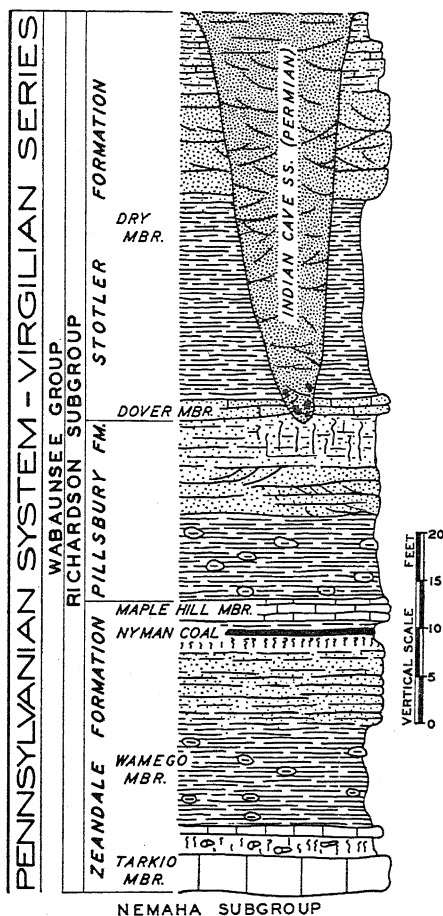 PENNSYLVANIAN SYSTEM – VIRGILIAN SERIES
WABAUNSEE GROUP
RICHARDSON SUBGROUP
STOTLER FORMATION
DRY
MBR.
INDIAN CAVE SS. (PERMIAN)
DOVER MBR.
PILLSBURY FM.
MAPLE HILL MBR.
NYMAN COAL
ZEANDALE FORMATION
WAMEGO
MBR.
TARKIO
MBR.
VERTICAL SCALE
FEET
20
15
10
5
0
NEMAHA SUBGROUP